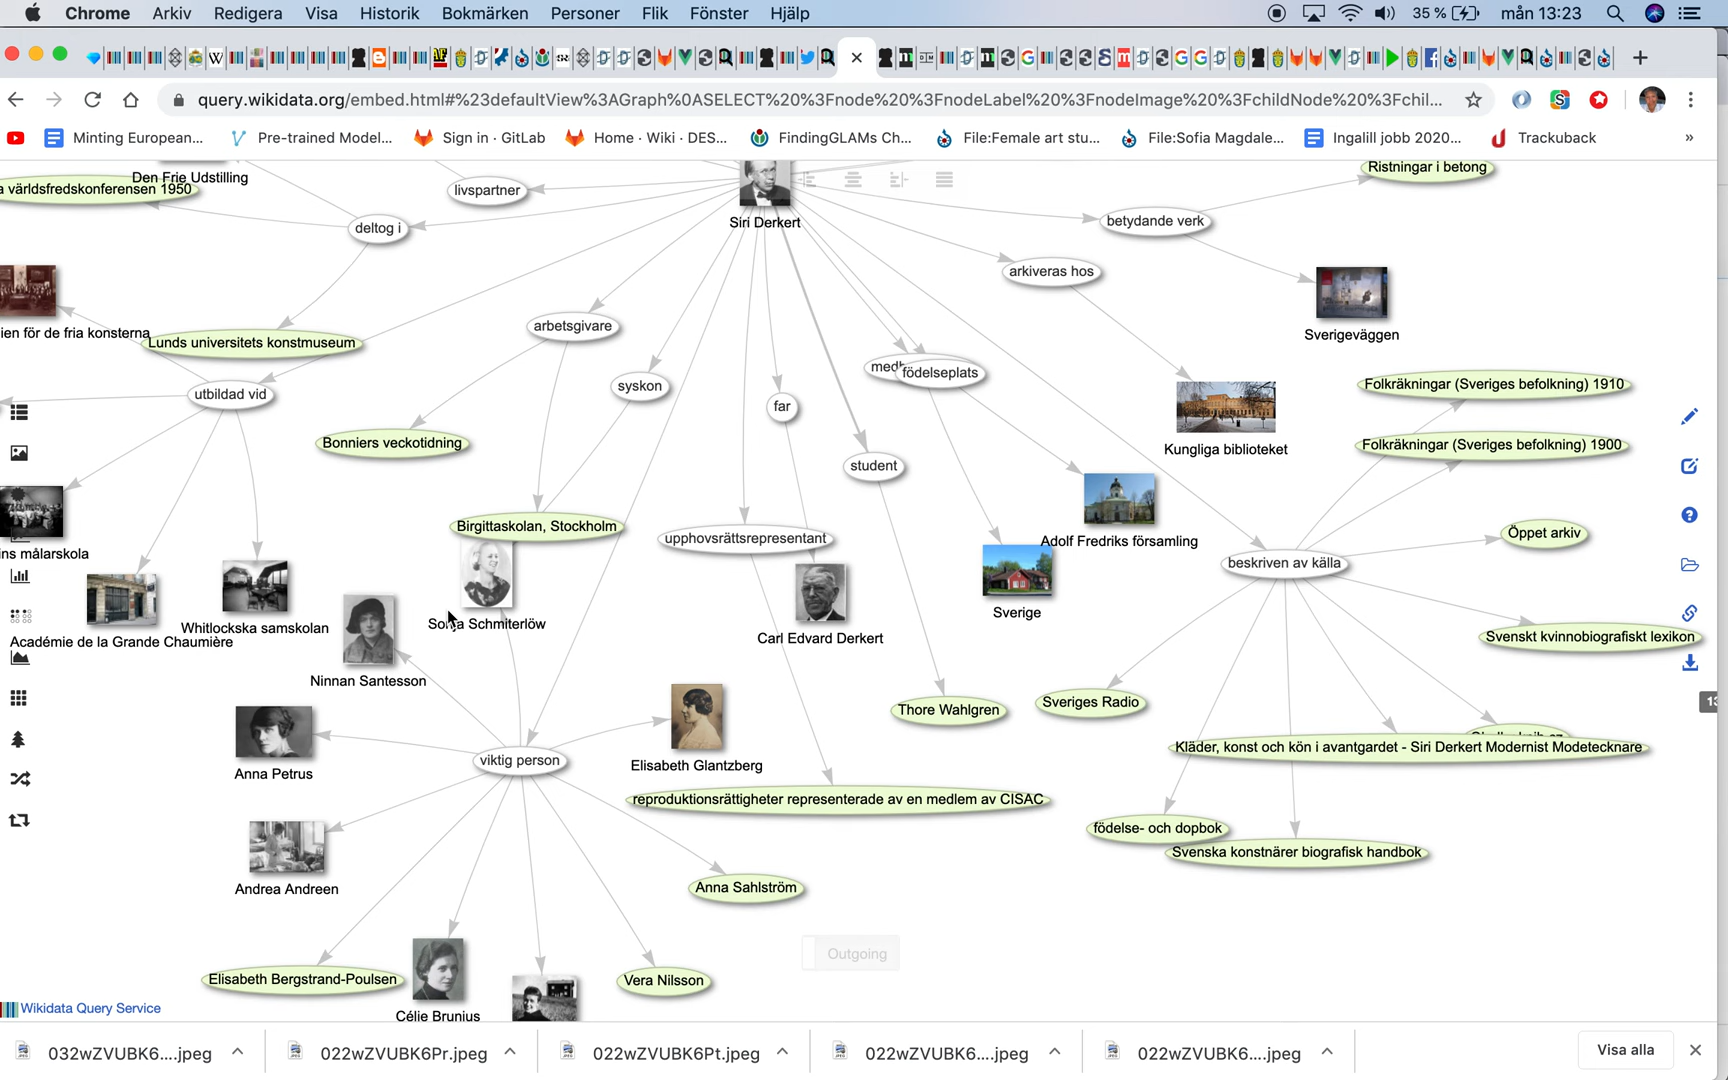 Chrome Arkiv Redigera Visa Historik Bokmärken Personer Flik Fönster Hjälp 35 % mån 13:23
query.wikidata.org/embed.html#%23defaultView%3AGraph%0ASELECT%20%3Fnode%20%3FnodeLabel%20%3FnodeImage%20%3FchildNode%20%3Fchil...
Minting European... Pre-trained Model... Sign in · GitLab Home · Wiki · DES... FindingGLAMs Ch... File:Female art stu... File:Sofia Magdale... Ingalill jobb 2020... Trackuback »
Ristningar i betong
Den Frie Udstilling
a världsfredskonferensen 1950
livspartner
Siri Derkert
betydande verk
deltog i
arkiveras hos
arbetsgivare
ien för de fria konsterna
Sverigeväggen
Lunds universitets konstmuseum
födelseplats
syskon
Folkräkningar (Sveriges befolkning) 1910
utbildad vid
far
Bonniers veckotidning
Folkräkningar (Sveriges befolkning) 1900
Kungliga biblioteket
student
Birgittaskolan, Stockholm
Öppet arkiv
upphovsrättsrepresentant
Adolf Fredriks församling
ins målarskola
beskriven av källa
Sverige
Schmiterlöw
Whitlockska samskolan
Svenskt kvinnobiografiskt lexikon
Carl Edvard Derkert
Académie de la Grande Chaumière
Ninnan Santesson
Sveriges Radio
Thore Wahlgren
Kläder, konst och kön i avantgardet - Siri Derkert Modernist Modetecknare
viktig person
Elisabeth Glantzberg
Anna Petrus
reproduktionsrättigheter representerade av en medlem av CISAC
födelse- och dopbok
Svenska konstnärer biografisk handbok
Andrea Andreen
Anna Sahlström
Outgoing
Elisabeth Bergstrand-Poulsen
Vera Nilsson
Wikidata Query Service
Célie Brunius
032wZVUBK6....jpeg 022wZVUBK6Pr.jpeg 022wZVUBK6Pt.jpeg 022wZVUBK6....jpeg 022wZVUBK6....jpeg Visa alla